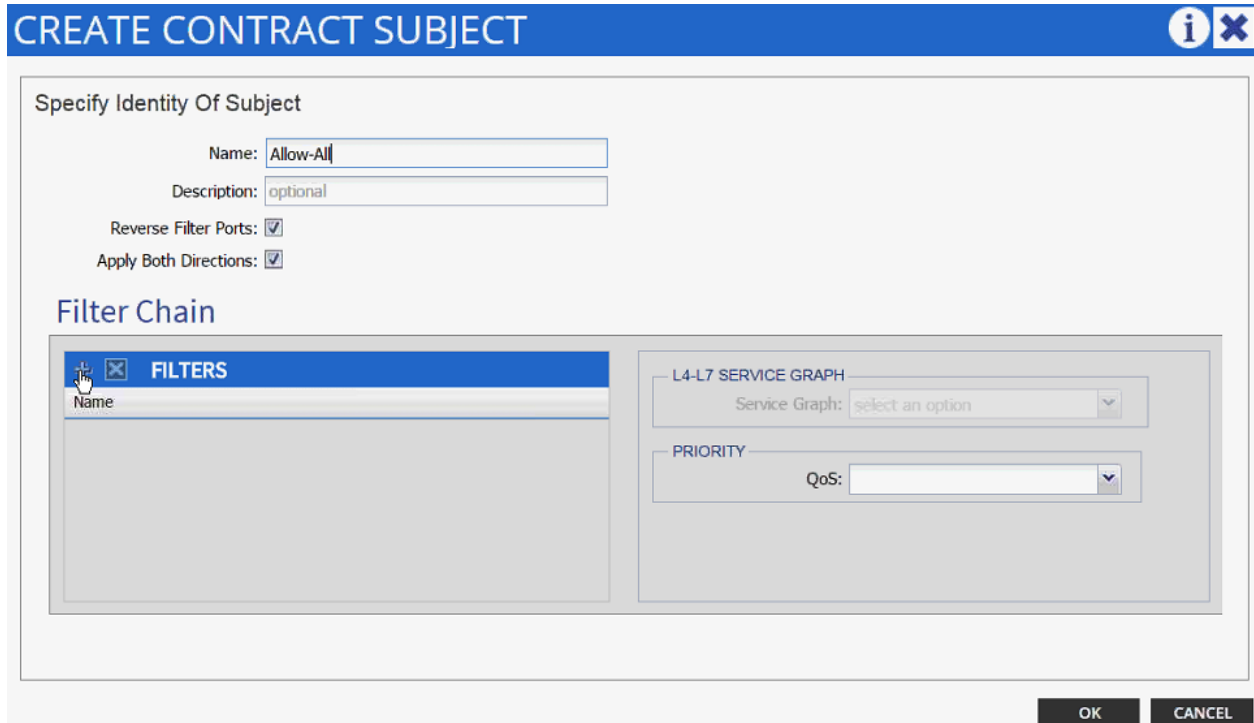 CREATE CONTRACT SUBJECT
i
Specify Identity Of Subject
Name: Allow-All
Description: optional
Reverse Filter Ports:
Apply Both Directions:
Filter Chain
FILTERS
Name
L4-L7 SERVICE GRAPH
Service Graph: select an option
PRIORITY
QoS:
OK CANCEL